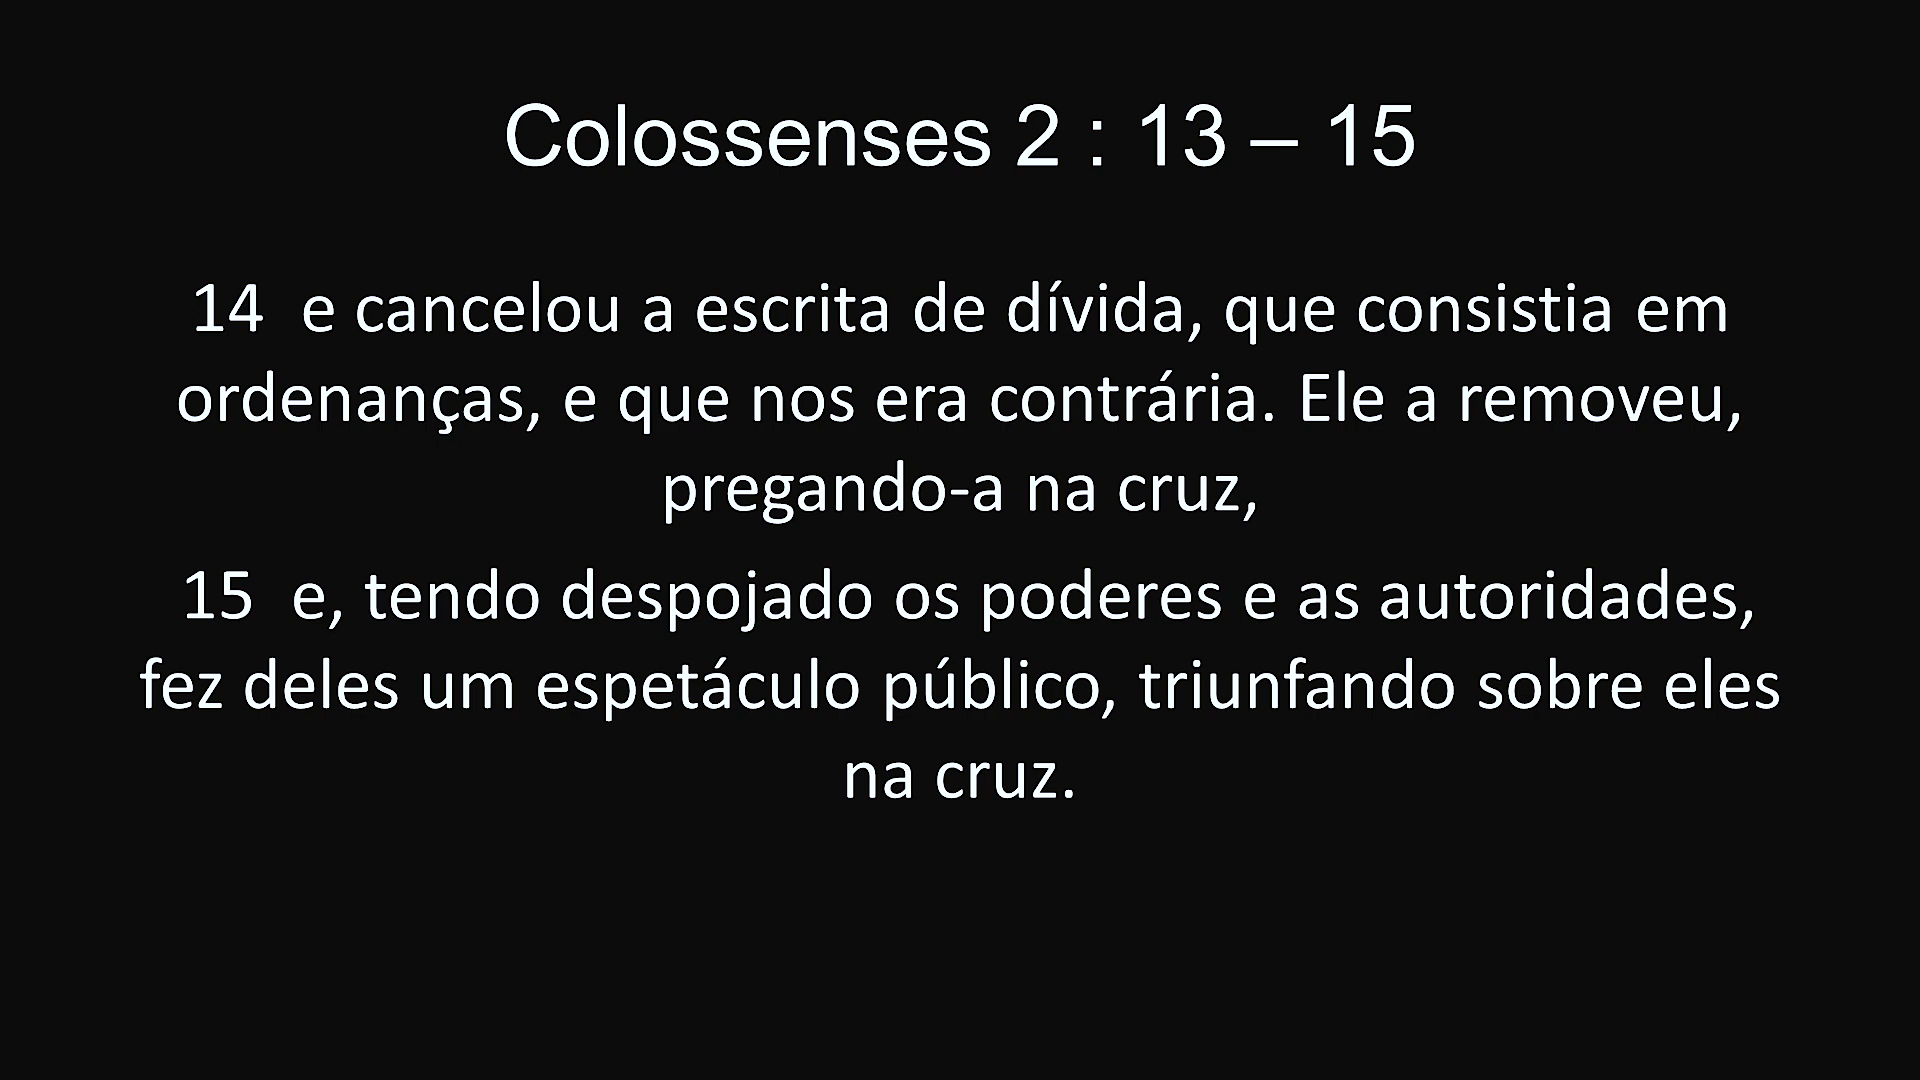 Colossenses 2 : 13 – 15
14  e cancelou a escrita de dívida, que consistia em
ordenanças, e que nos era contrária. Ele a removeu,
pregando-a na cruz,
15  e, tendo despojado os poderes e as autoridades,
fez deles um espetáculo público, triunfando sobre eles
na cruz.